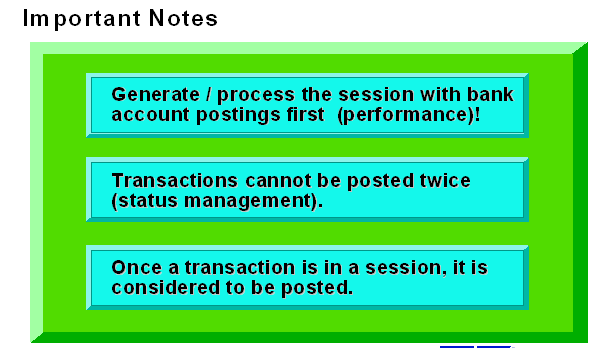 Important Notes
Generate / process the session with bank
account postings first (performance)!
Transactions cannot be posted twice
(status management).
Once a transaction is in a session, it is
considered to be posted.